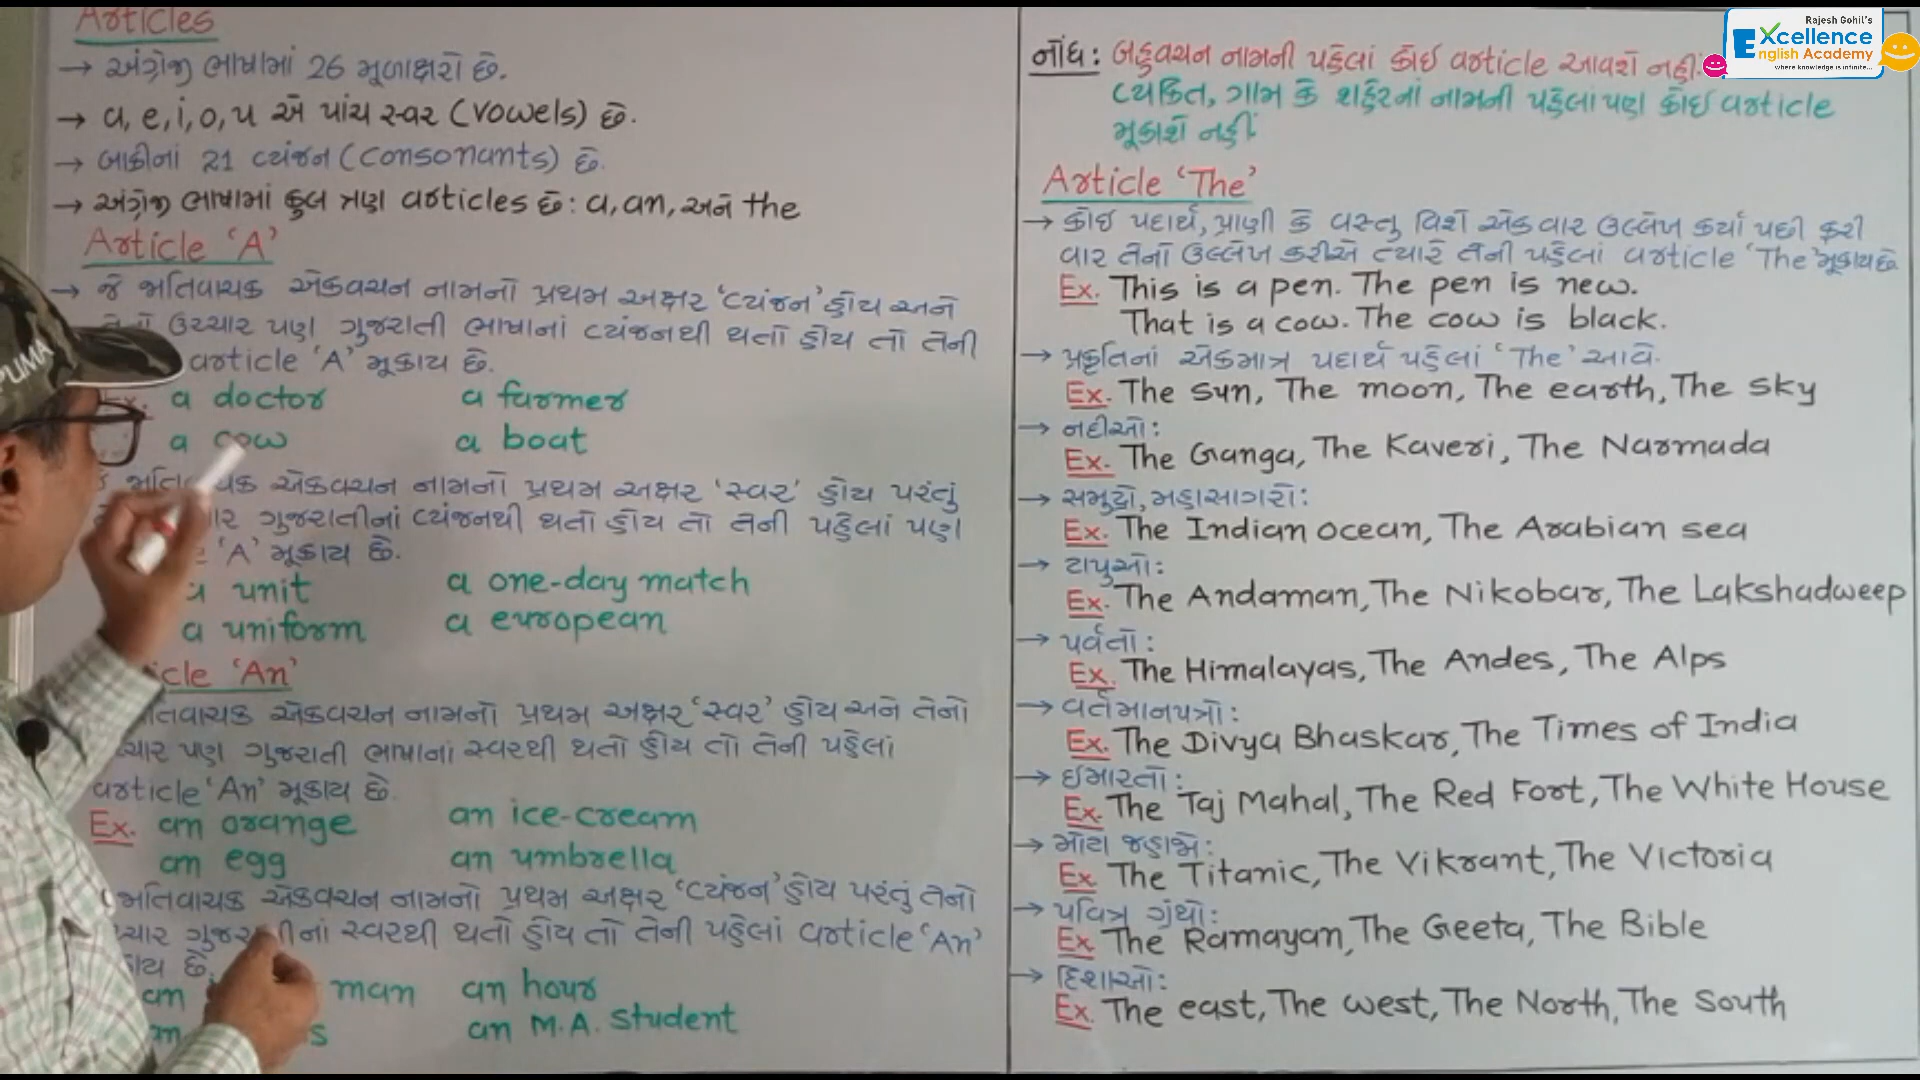 Articles
→ અંગ્રેજી ભાષામાં 26 મૂળાક્ષરો છે.
→ a, e, i, o, u એ પાંચ સ્વર (vowels) છે.
→ બાકીનાં 21 વ્યંજન (consonants) છે.
→ અંગ્રેજી ભાષામાં કુલ ત્રણ articles છે: a, an, અને the
Article 'A'
→ જે જાતિવાચક એકવચન નામનો પ્રથમ અક્ષર 'વ્યંજન' હોય અને
ઉચ્ચાર પણ ગુજરાતી ભાષાનાં વ્યંજનથી થતો હોય તો તેની
article 'A' મૂકાય છે.
Ex. a doctor a farmer
a cow a boat
એકવચન નામનો પ્રથમ અક્ષર 'સ્વર' હોય પરંતુ
ગુજરાતીનાં વ્યંજનથી થતો હોય તો તેની પહેલાં પણ
'A' મૂકાય છે.
a unit a one-day match
a uniform a european
'An'
એકવચન નામનો પ્રથમ અક્ષર 'સ્વર' હોય અને તેનો
પણ ગુજરાતી ભાષાનાં સ્વરથી થતો હોય તો તેની પહેલાં
article 'An' મૂકાય છે.
Ex. an orange an ice-cream
an egg an umbrella
જાતિવાચક એકવચન નામનો પ્રથમ અક્ષર 'વ્યંજન' હોય પરંતુ તેનો
સ્વરથી થતો હોય તો તેની પહેલાં article 'An'
છે.
an man an hour
an M.A. student
નોંધ: બહુવચન નામની પહેલાં કોઈ article આવશે નહીં.
વ્યકિત, ગામ કે શહેરનાં નામની પહેલાં પણ કોઈ article
મૂકાશે નહીં
Article 'The'
→ કોઈ પદાર્થ, પ્રાણી કે વસ્તુ વિશે એકવાર ઉલ્લેખ કર્યા પછી ફરી
વાર તેનો ઉલ્લેખ કરીએ ત્યારે તેની પહેલાં article 'The' મૂકાય છે
Ex. This is a pen. The pen is new.
That is a cow. The cow is black.
→ પ્રકૃતિનાં એકમાત્ર પદાર્થ પહેલાં 'The' આવે.
Ex. The sun, The moon, The earth, The sky
→ નદીઓ:
Ex. The Ganga, The Kaveri, The Narmada
→ સમુદ્રો, મહાસાગરો:
Ex. The Indian ocean, The Arabian sea
→ ટાપુઓ:
Ex. The Andaman, The Nikobar, The Lakshadweep
→ પર્વતો:
Ex. The Himalayas, The Andes, The Alps
→ વર્તમાનપત્રો:
Ex. The Divya Bhaskar, The Times of India
→ ઈમારતો:
Ex. The Taj Mahal, The Red Fort, The White House
→ મોટા જહાજો:
Ex. The Titanic, The Vikrant, The Victoria
→ પવિત્ર ગ્રંથો:
Ex. The Ramayan, The Geeta, The Bible
→ દિશાઓ:
Ex. The east, The west, The North, The South
Rajesh Gohil's
Excellence
English Academy
where knowledge is infinite...
PUMA